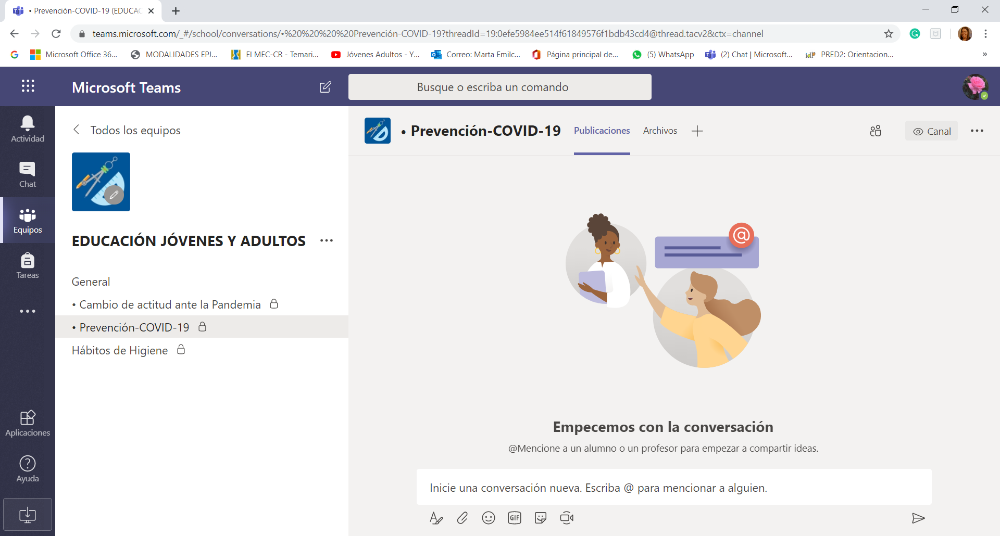 • Prevención-COVID-19 (EDUCAC
teams.microsoft.com/_#/school/conversations/•%20%20%20%20Prevención-COVID-19?threadId=19:0efe5984ee514f61849576f1bdb43cd4@thread.tacv2&ctx=channel
Microsoft Office 36... MODALIDADES EPJ... El MEC-CR - Temari... Jóvenes Adultos - Y... Correo: Marta Emilc... Página principal de... (5) WhatsApp (2) Chat | Microsoft... idp PRED2: Orientacion... »
Microsoft Teams
Busque o escriba un comando
Actividad
Chat
Equipos
Tareas
Aplicaciones
Ayuda
Todos los equipos
EDUCACIÓN JÓVENES Y ADULTOS
General
• Cambio de actitud ante la Pandemia
• Prevención-COVID-19
Hábitos de Higiene
• Prevención-COVID-19 Publicaciones Archivos
Canal
@
Empecemos con la conversación
@Mencione a un alumno o un profesor para empezar a compartir ideas.
Inicie una conversación nueva. Escriba @ para mencionar a alguien.
GIF